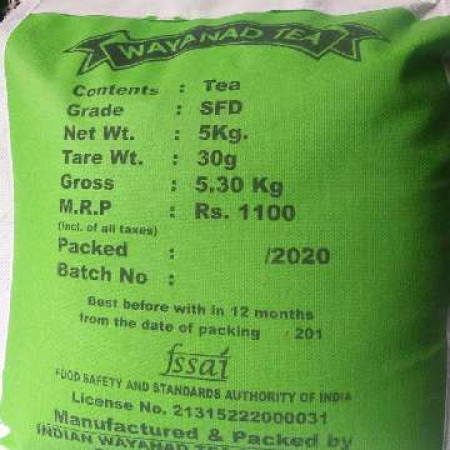 WAYANAD TEA
Contents : Tea
Grade : SFD
Net Wt. : 5Kg.
Tare Wt. : 30g
Gross : 5.30 Kg
M.R.P : Rs. 1100
(incl. of all taxes)
Packed : /2020
Batch No :
Best before with in 12 months
from the date of packing 201
fssai
FOOD SAFETY AND STANDARDS AUTHORITY OF INDIA
License No. 21315222000031
Manufactured & Packed by
INDIAN WAYANAD